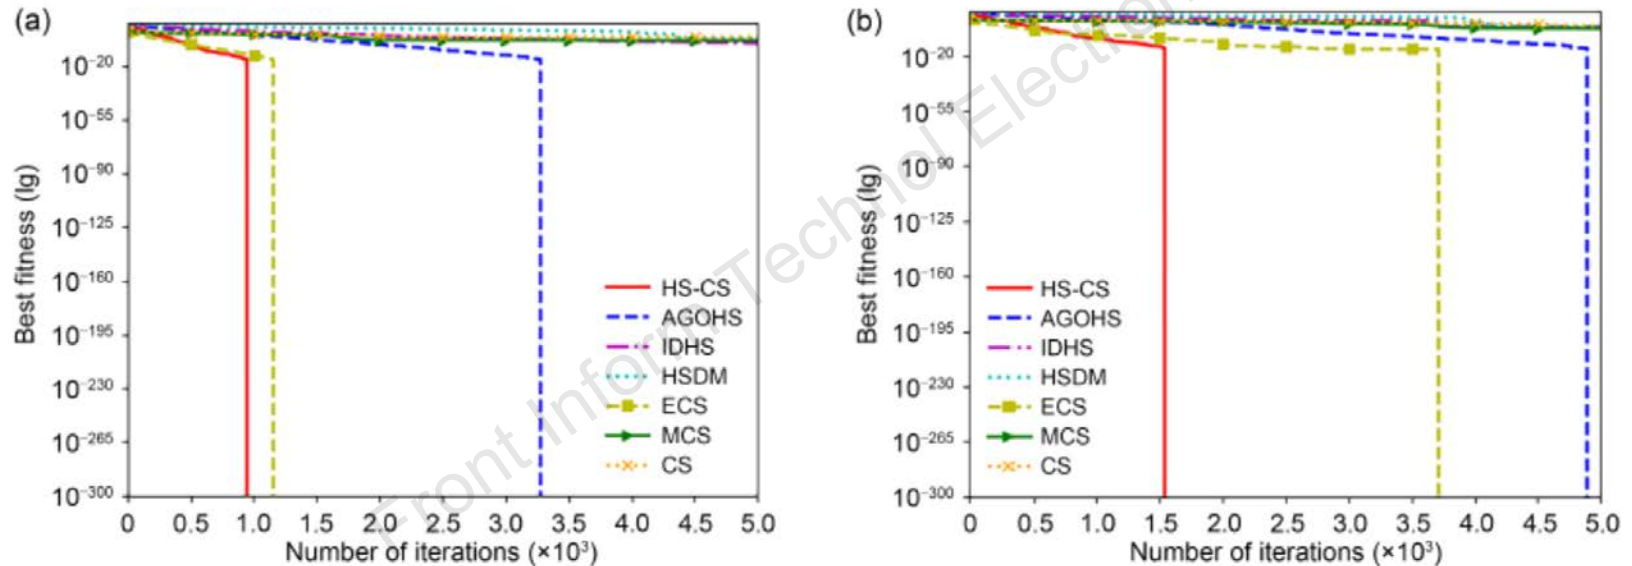 (a)
Best fitness (lg)
10⁻²⁰
10⁻⁵⁵
10⁻⁹⁰
10⁻¹²⁵
10⁻¹⁶⁰
10⁻¹⁹⁵
10⁻²³⁰
10⁻²⁶⁵
10⁻³⁰⁰
HS-CS
AGOHS
IDHS
HSDM
ECS
MCS
CS
0 0.5 1.0 1.5 2.0 2.5 3.0 3.5 4.0 4.5 5.0
Number of iterations (×10³)
(b)
Best fitness (lg)
10⁻²⁰
10⁻⁵⁵
10⁻⁹⁰
10⁻¹²⁵
10⁻¹⁶⁰
10⁻¹⁹⁵
10⁻²³⁰
10⁻²⁶⁵
10⁻³⁰⁰
HS-CS
AGOHS
IDHS
HSDM
ECS
MCS
CS
0 0.5 1.0 1.5 2.0 2.5 3.0 3.5 4.0 4.5 5.0
Number of iterations (×10³)
Front Inform Technol Electron